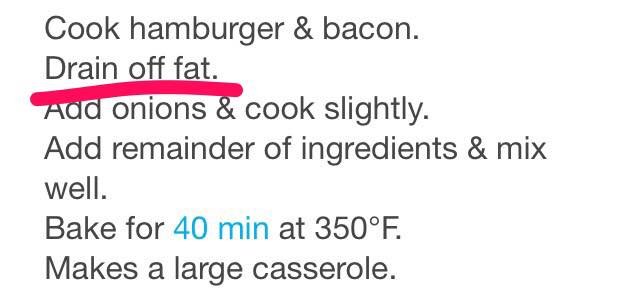 Cook hamburger & bacon.
Drain off fat.
Add onions & cook slightly.
Add remainder of ingredients & mix
well.
Bake for 40 min at 350°F.
Makes a large casserole.